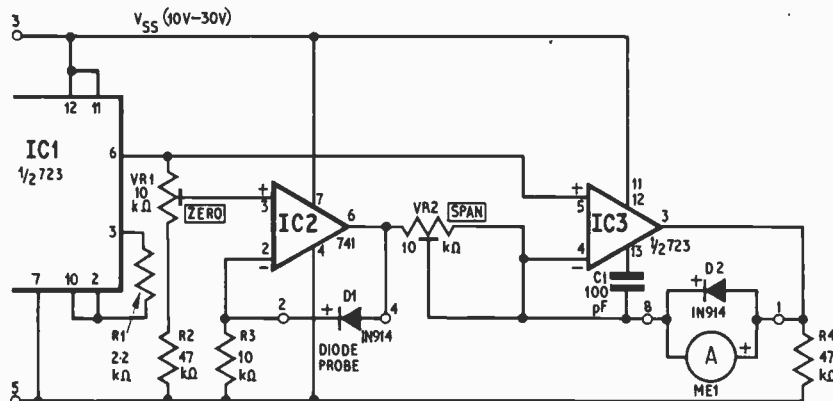 3
V_SS (10V–30V)
12
11
IC1
½ 723
6
3
7
10
2
R1
2·2
kΩ
VR1
10
kΩ
ZERO
R2
47
kΩ
+
3
IC2
7
6
741
4
2
−
2
+
D1
4
IN914
DIODE
PROBE
R3
10
kΩ
VR2
SPAN
10
kΩ
+
5
IC3
11
12
3
½ 723
4
−
13
C1
100
pF
8
D2
+
IN914
1
A
+
ME1
R4
47
kΩ
5